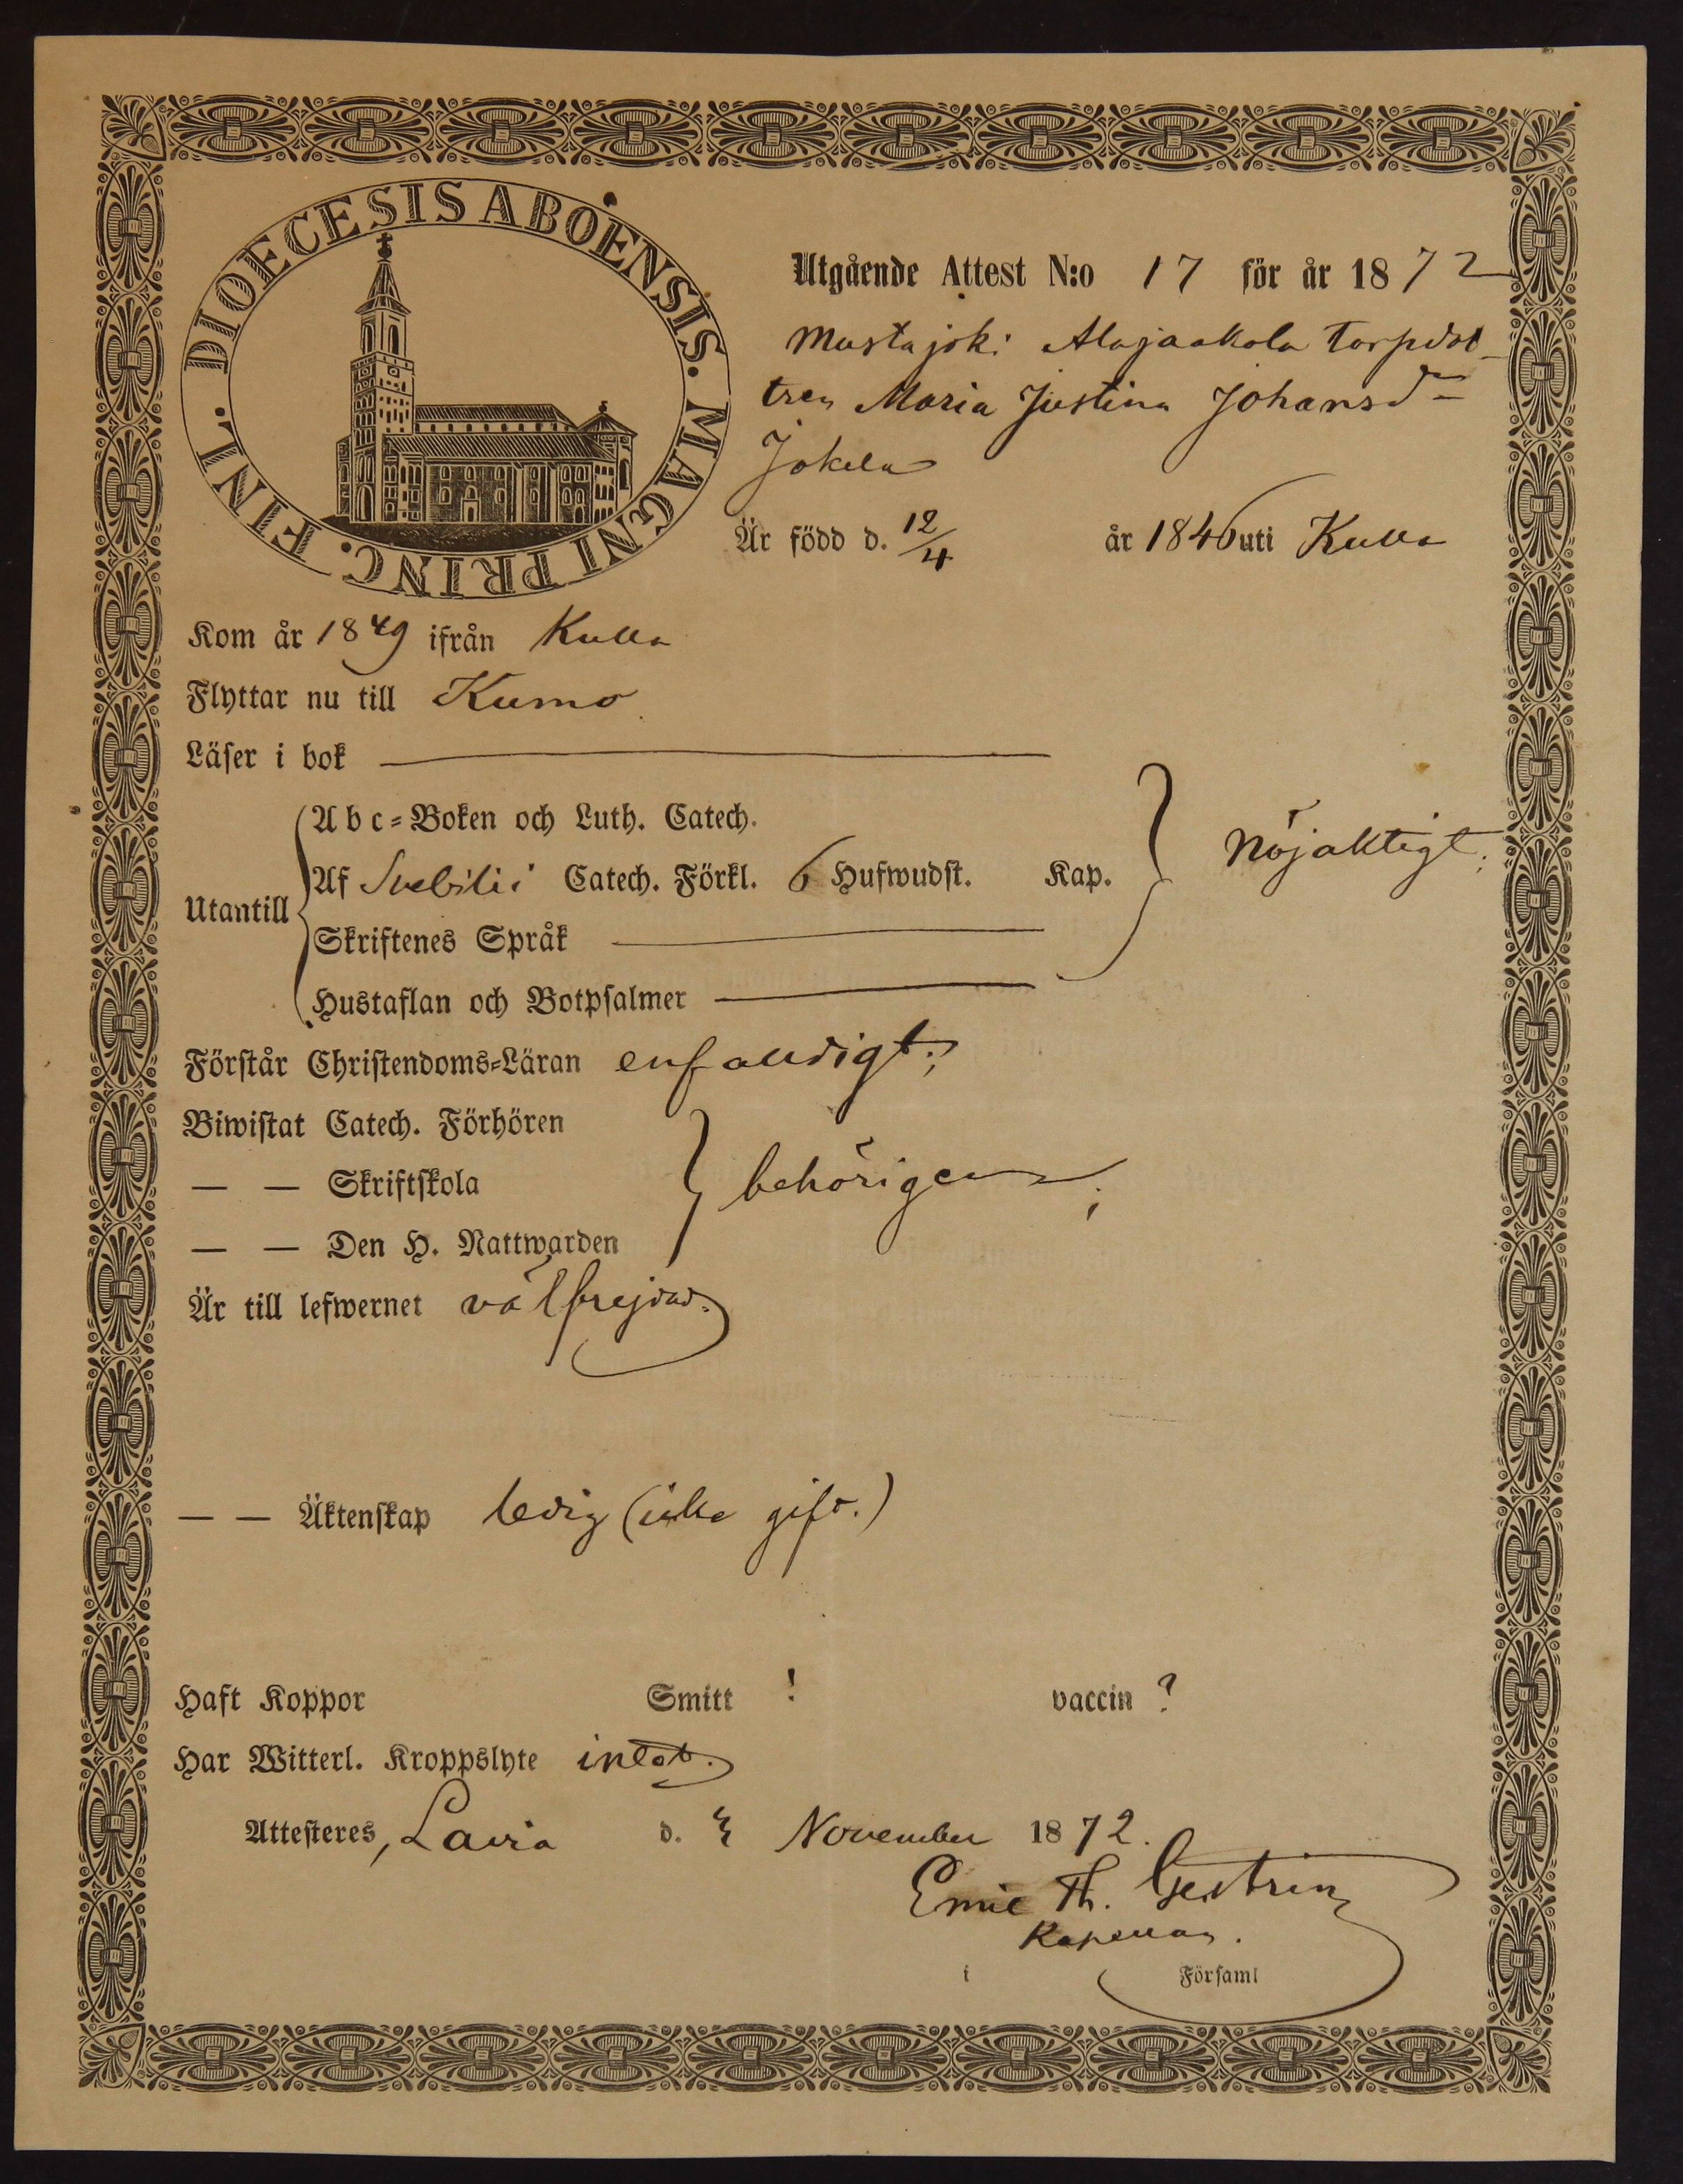 DIOECESIS ABOËNSIS. MAGNI PRINC. FINL.
Utgående Attest N:o 17 för år 1872
Mustajoki Alajaakola torpdot-
tren Maria Justina Johansdr
Jokela
Är född d. 12/4 år 1846 uti Kulla
Kom år 1849 ifrån Kulla
Flyttar nu till Kumo
Läser i bok
Abc-Boken och Luth. Catech.
Utantill Af Svebilii Catech. Förkl. 6 Hufwudst. Kap. Nöjaktigt.
Skriftenes Språk
Hustaflan och Botpsalmer
Förstår Christendoms-Läran enfaldigt;
Biwistat Catech. Förhören
— — Skriftskola behörigen;
— — Den H. Nattwarden
Är till lefwernet välfrejdad.
— — Äktenskap ledig (icke gift.)
Haft Koppor Smitt ! vaccin ?
Har Witterl. Kroppslyte intet.
Attesteres, Lavia d. November 1872.
Emil Th. Gestrin
Kapellan.
i Församl